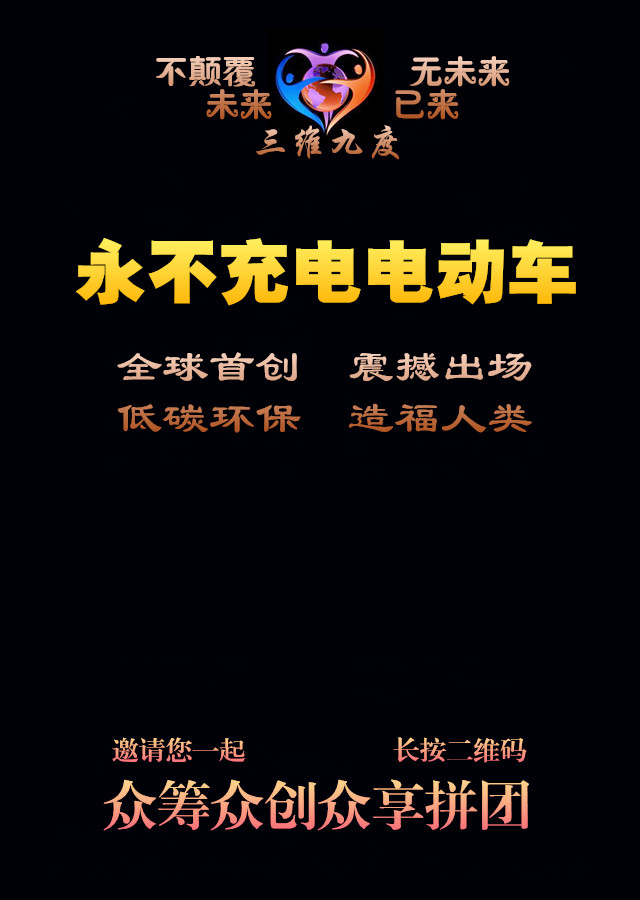 不颠覆 无未来
未来 已来
三维九度
永不充电电动车
全球首创 震撼出场
低碳环保 造福人类
邀请您一起 长按二维码
众筹众创众享拼团